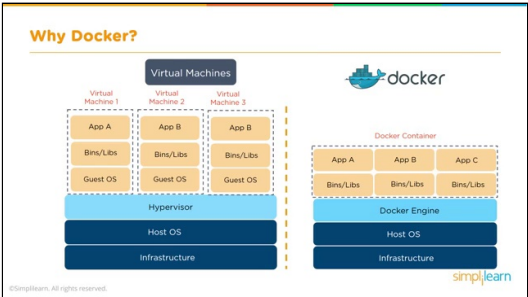 Why Docker?
Virtual Machines
docker
Virtual Machine 1
Virtual Machine 2
Virtual Machine 3
App A
App B
App B
Bins/Libs
Bins/Libs
Bins/Libs
Guest OS
Guest OS
Guest OS
Hypervisor
Host OS
Infrastructure
Docker Container
App A
App B
App C
Bins/Libs
Bins/Libs
Bins/Libs
Docker Engine
Host OS
Infrastructure
©Simplilearn. All rights reserved.
simplilearn